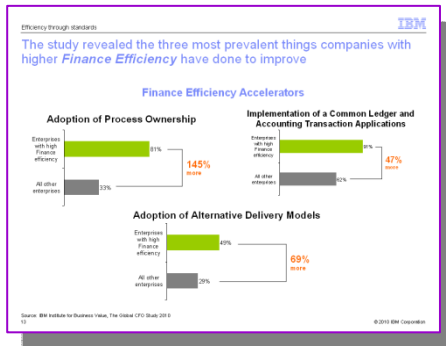 Efficiency through standards
IBM
The study revealed the three most prevalent things companies with
higher Finance Efficiency have done to improve
Finance Efficiency Accelerators
Adoption of Process Ownership
Enterprises
with high
Finance
efficiency
81%
145%
more
All other
enterprises
33%
Implementation of a Common Ledger and
Accounting Transaction Applications
Enterprises
with high
Finance
efficiency
91%
47%
more
All other
enterprises
62%
Adoption of Alternative Delivery Models
Enterprises
with high
Finance
efficiency
49%
69%
more
All other
enterprises
29%
Source: IBM Institute for Business Value, The Global CFO Study 2010
© 2010 IBM Corporation